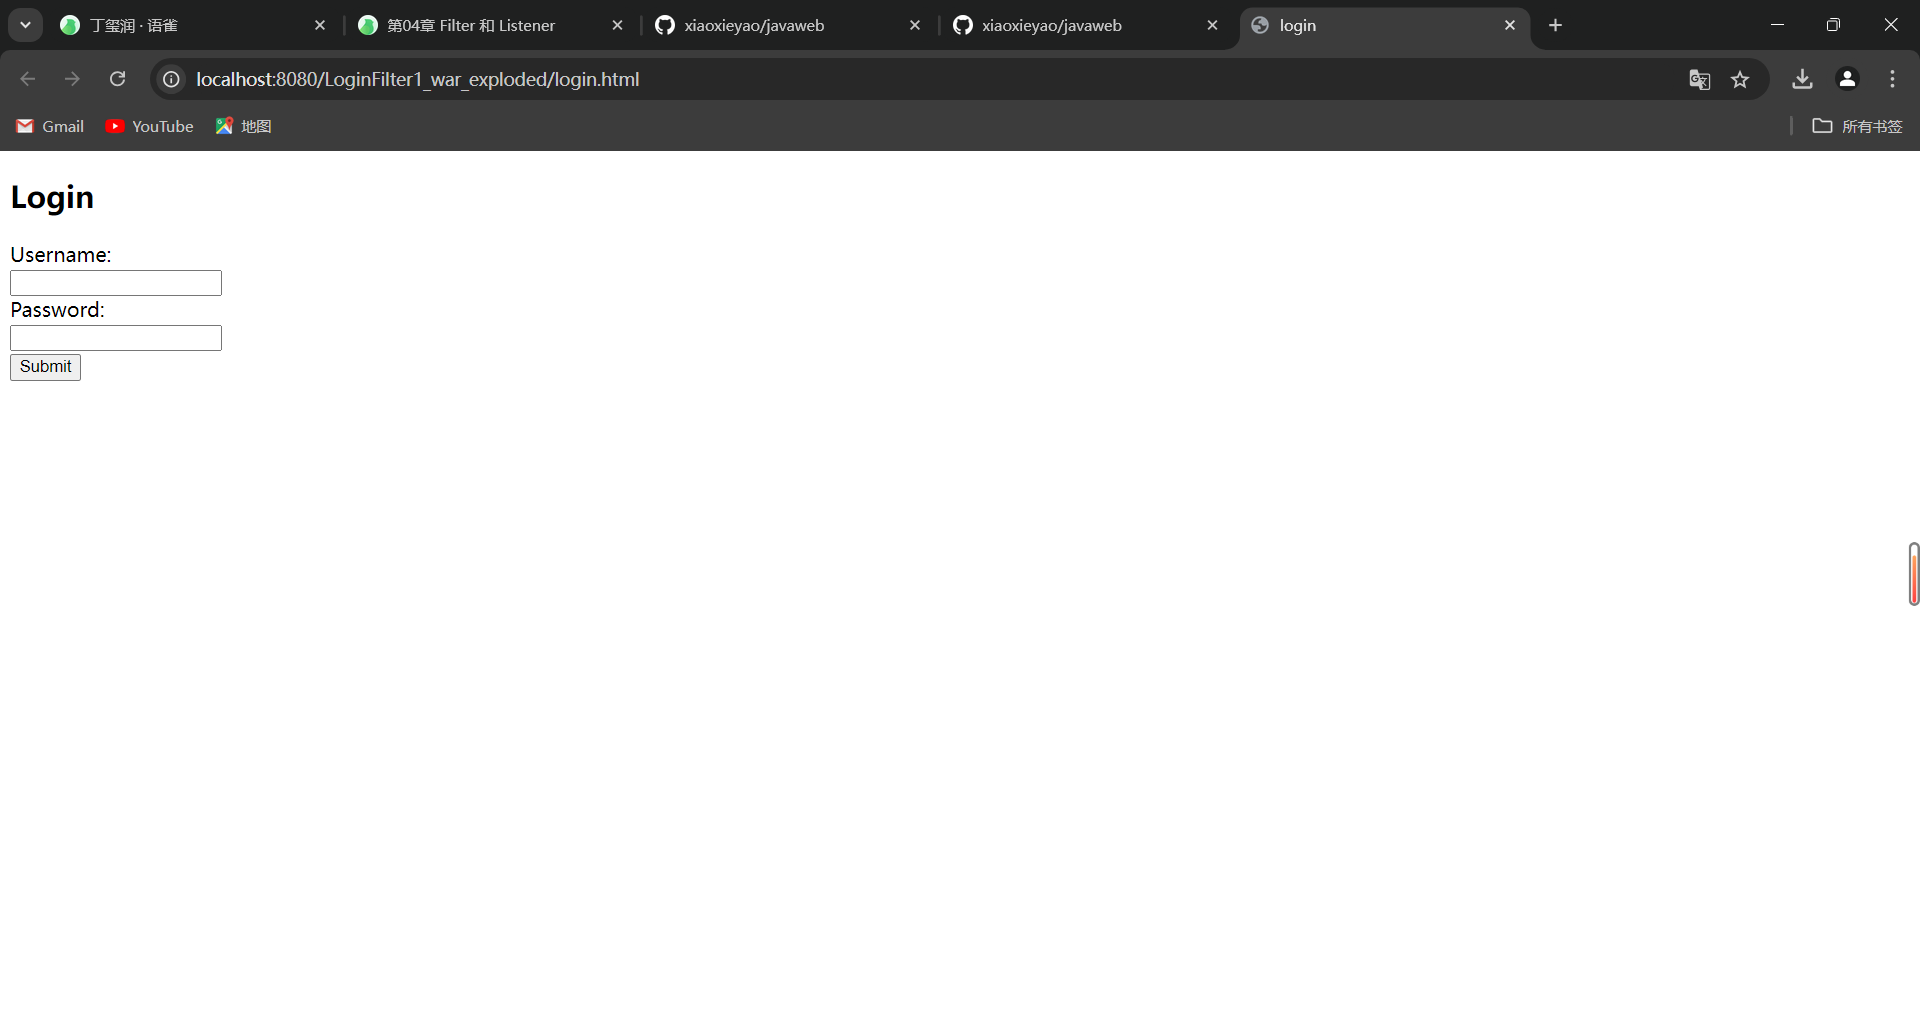 丁玺润 · 语雀
第04章 Filter 和 Listener
xiaoxieyao/javaweb
xiaoxieyao/javaweb
login
localhost:8080/LoginFilter1_war_exploded/login.html
Gmail
YouTube
地图
所有书签
Login
Username:
Password:
Submit